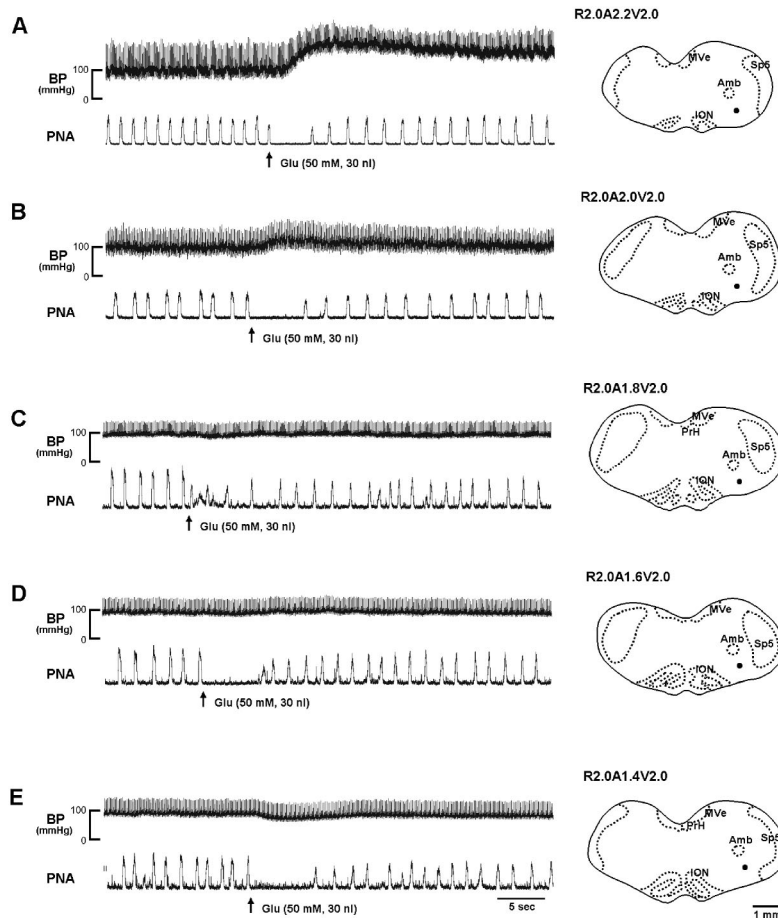 A
BP
(mmHg)
100
0
PNA
Glu (50 mM, 30 nl)
R2.0A2.2V2.0
MVe
Sp5
Amb
ION
B
BP
(mmHg)
100
0
PNA
Glu (50 mM, 30 nl)
R2.0A2.0V2.0
MVe
Sp5
Amb
ION
C
BP
(mmHg)
100
0
PNA
Glu (50 mM, 30 nl)
R2.0A1.8V2.0
MVe
PrH
Sp5
Amb
ION
D
BP
(mmHg)
100
0
PNA
Glu (50 mM, 30 nl)
R2.0A1.6V2.0
MVe
Sp5
Amb
ION
E
BP
(mmHg)
100
0
PNA
Glu (50 mM, 30 nl)
5 sec
R2.0A1.4V2.0
MVe
PrH
Sp5
Amb
ION
1 mm